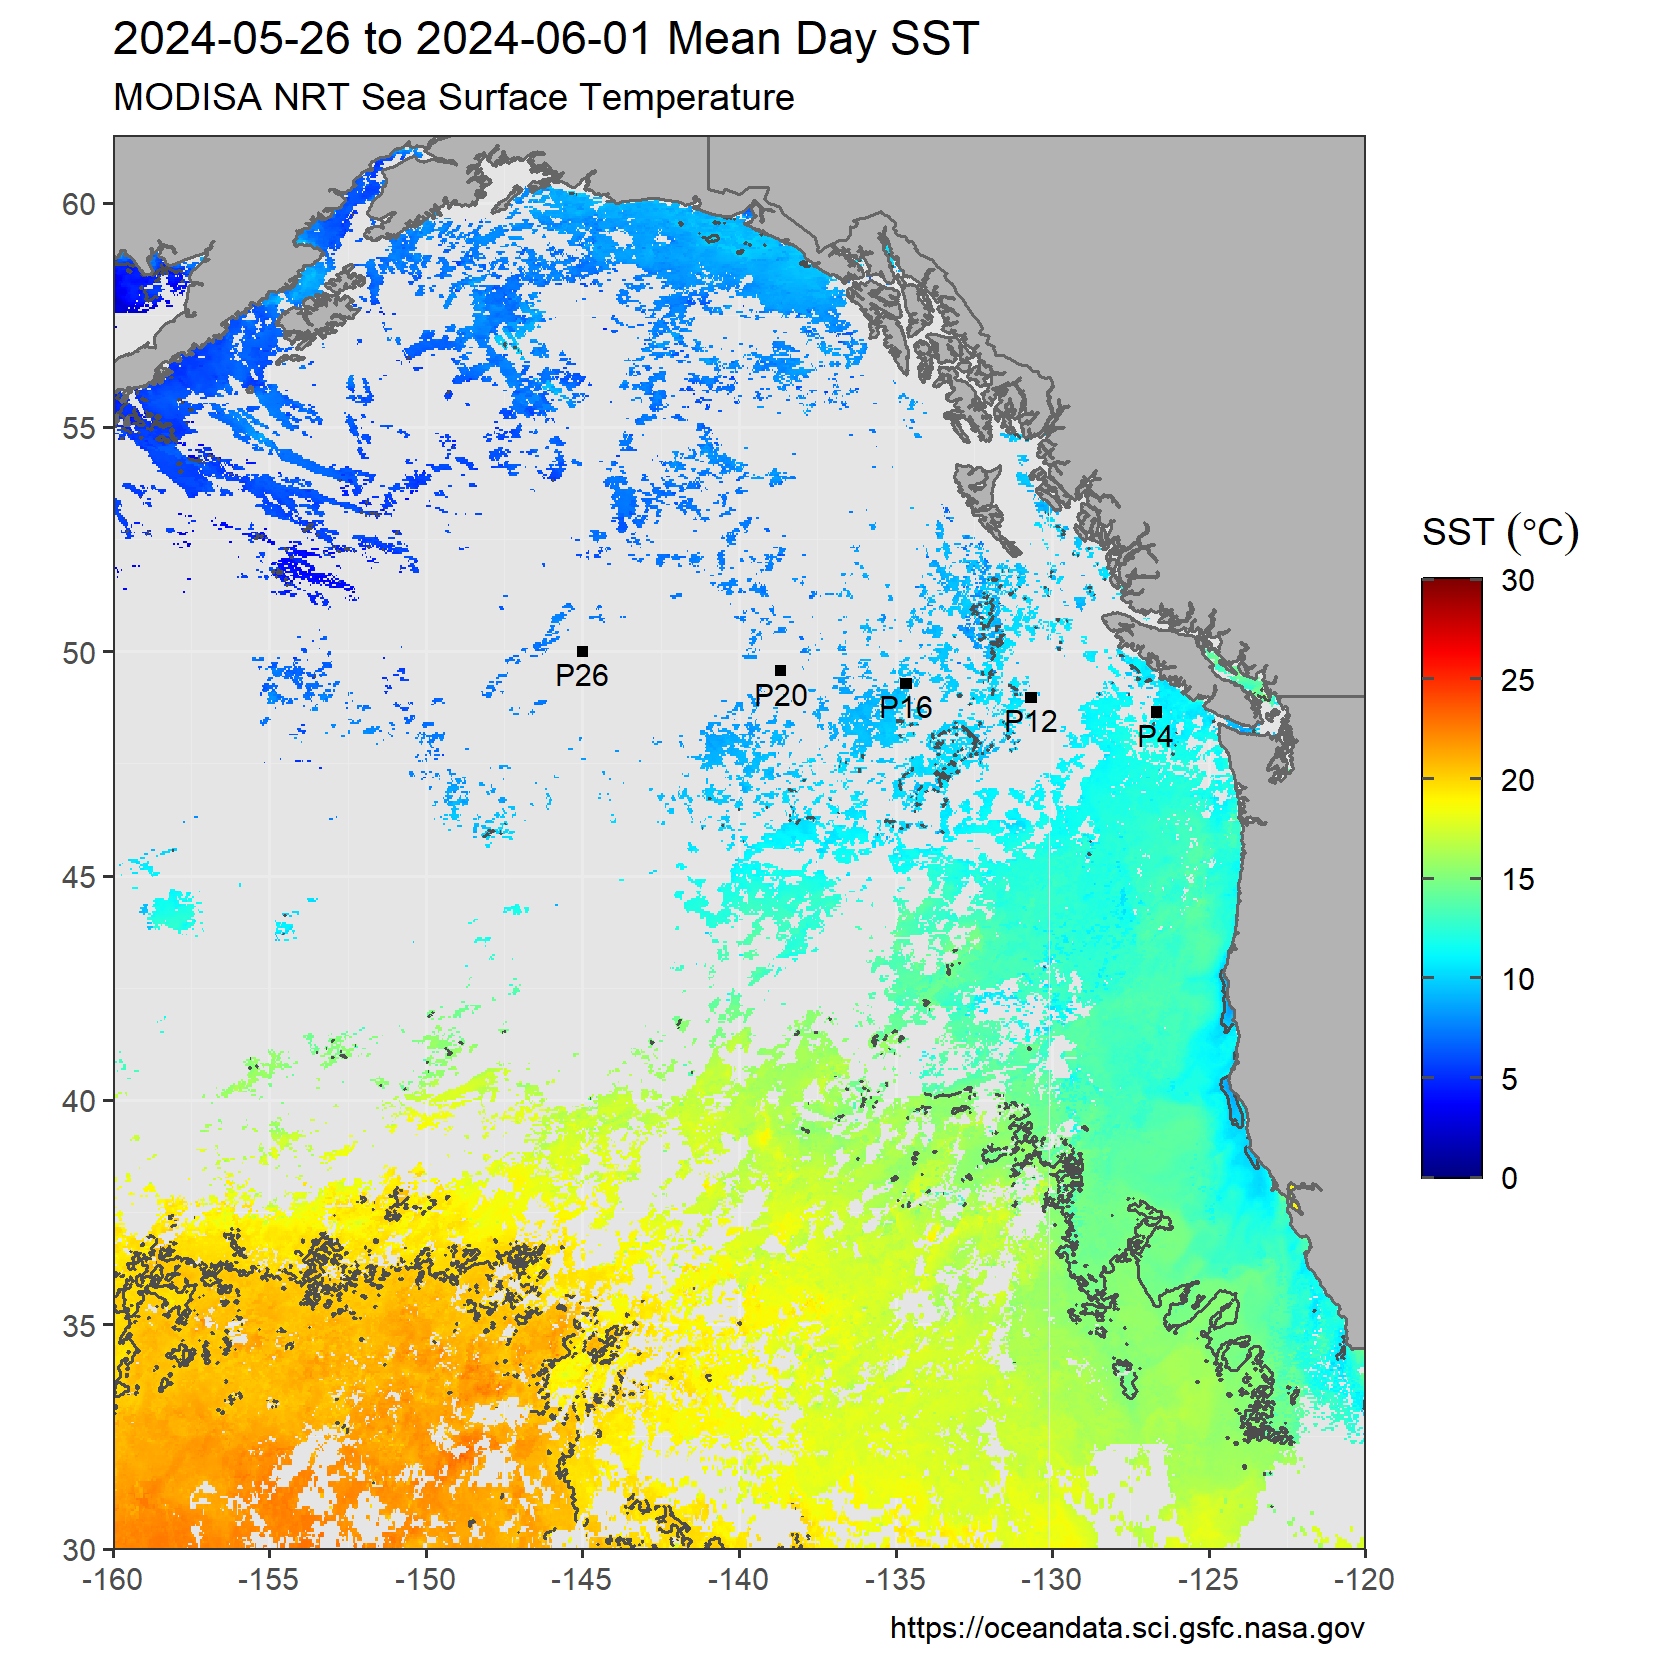 2024-05-26 to 2024-06-01 Mean Day SST
MODISA NRT Sea Surface Temperature
60
55
50
45
40
35
30
-160 -155 -150 -145 -140 -135 -130 -125 -120
P26
P20
P16
P12
P4
SST (°C)
30
25
20
15
10
5
0
https://oceandata.sci.gsfc.nasa.gov